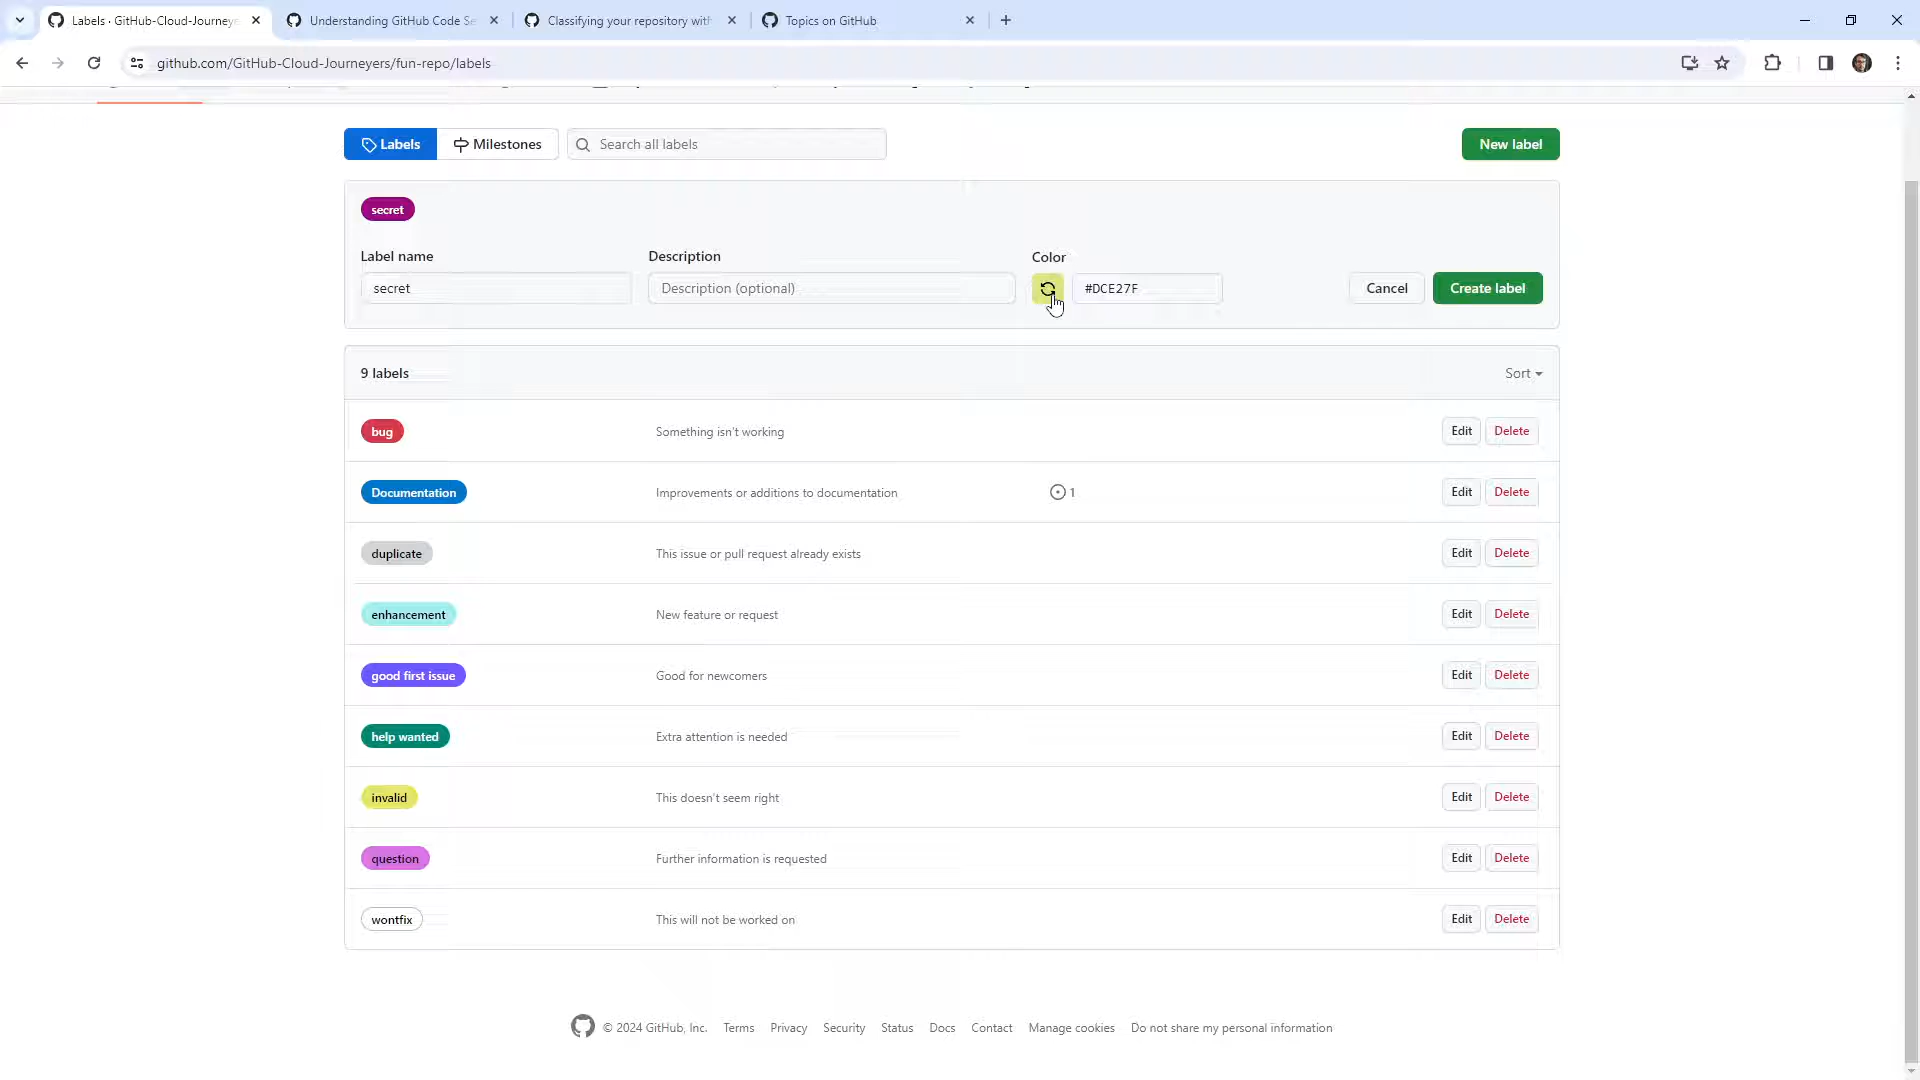 Labels · GitHub-Cloud-Journeye
Understanding GitHub Code Se
Classifying your repository with
Topics on GitHub
github.com/GitHub-Cloud-Journeyers/fun-repo/labels
Labels
Milestones
Search all labels
New label
secret
Label name
Description
Color
secret
Description (optional)
#DCE27F
Cancel
Create label
9 labels
Sort
bug
Something isn't working
Edit
Delete
Documentation
Improvements or additions to documentation
1
Edit
Delete
duplicate
This issue or pull request already exists
Edit
Delete
enhancement
New feature or request
Edit
Delete
good first issue
Good for newcomers
Edit
Delete
help wanted
Extra attention is needed
Edit
Delete
invalid
This doesn't seem right
Edit
Delete
question
Further information is requested
Edit
Delete
wontfix
This will not be worked on
Edit
Delete
© 2024 GitHub, Inc.
Terms
Privacy
Security
Status
Docs
Contact
Manage cookies
Do not share my personal information